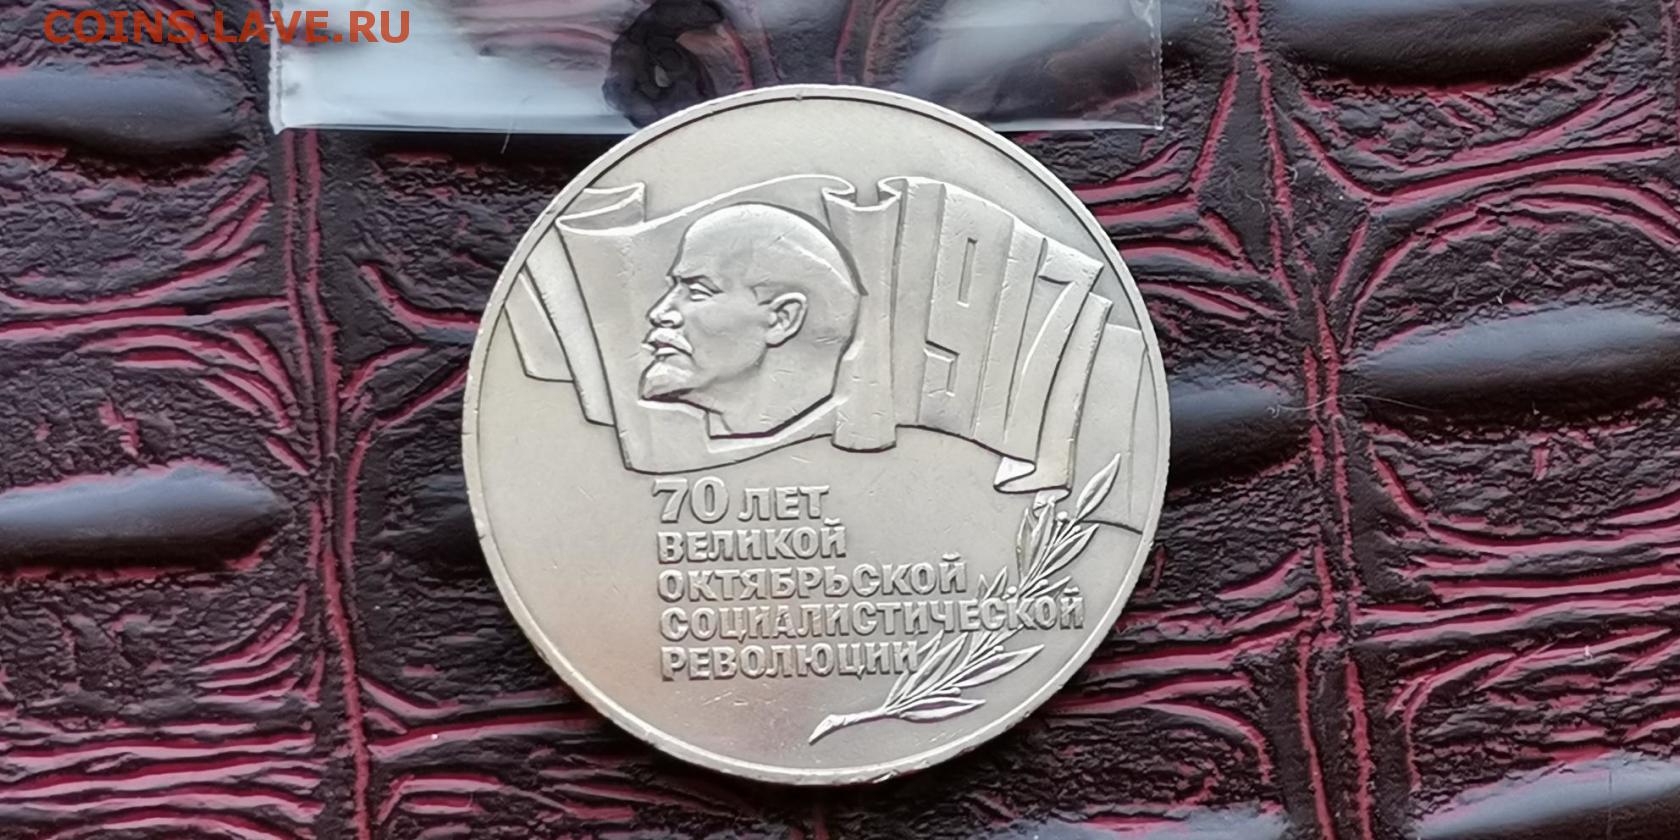 COINS.LAVE.RU
1917
70 ЛЕТ
ВЕЛИКОЙ
ОКТЯБРЬСКОЙ
СОЦИАЛИСТИЧЕСКОЙ
РЕВОЛЮЦИИ